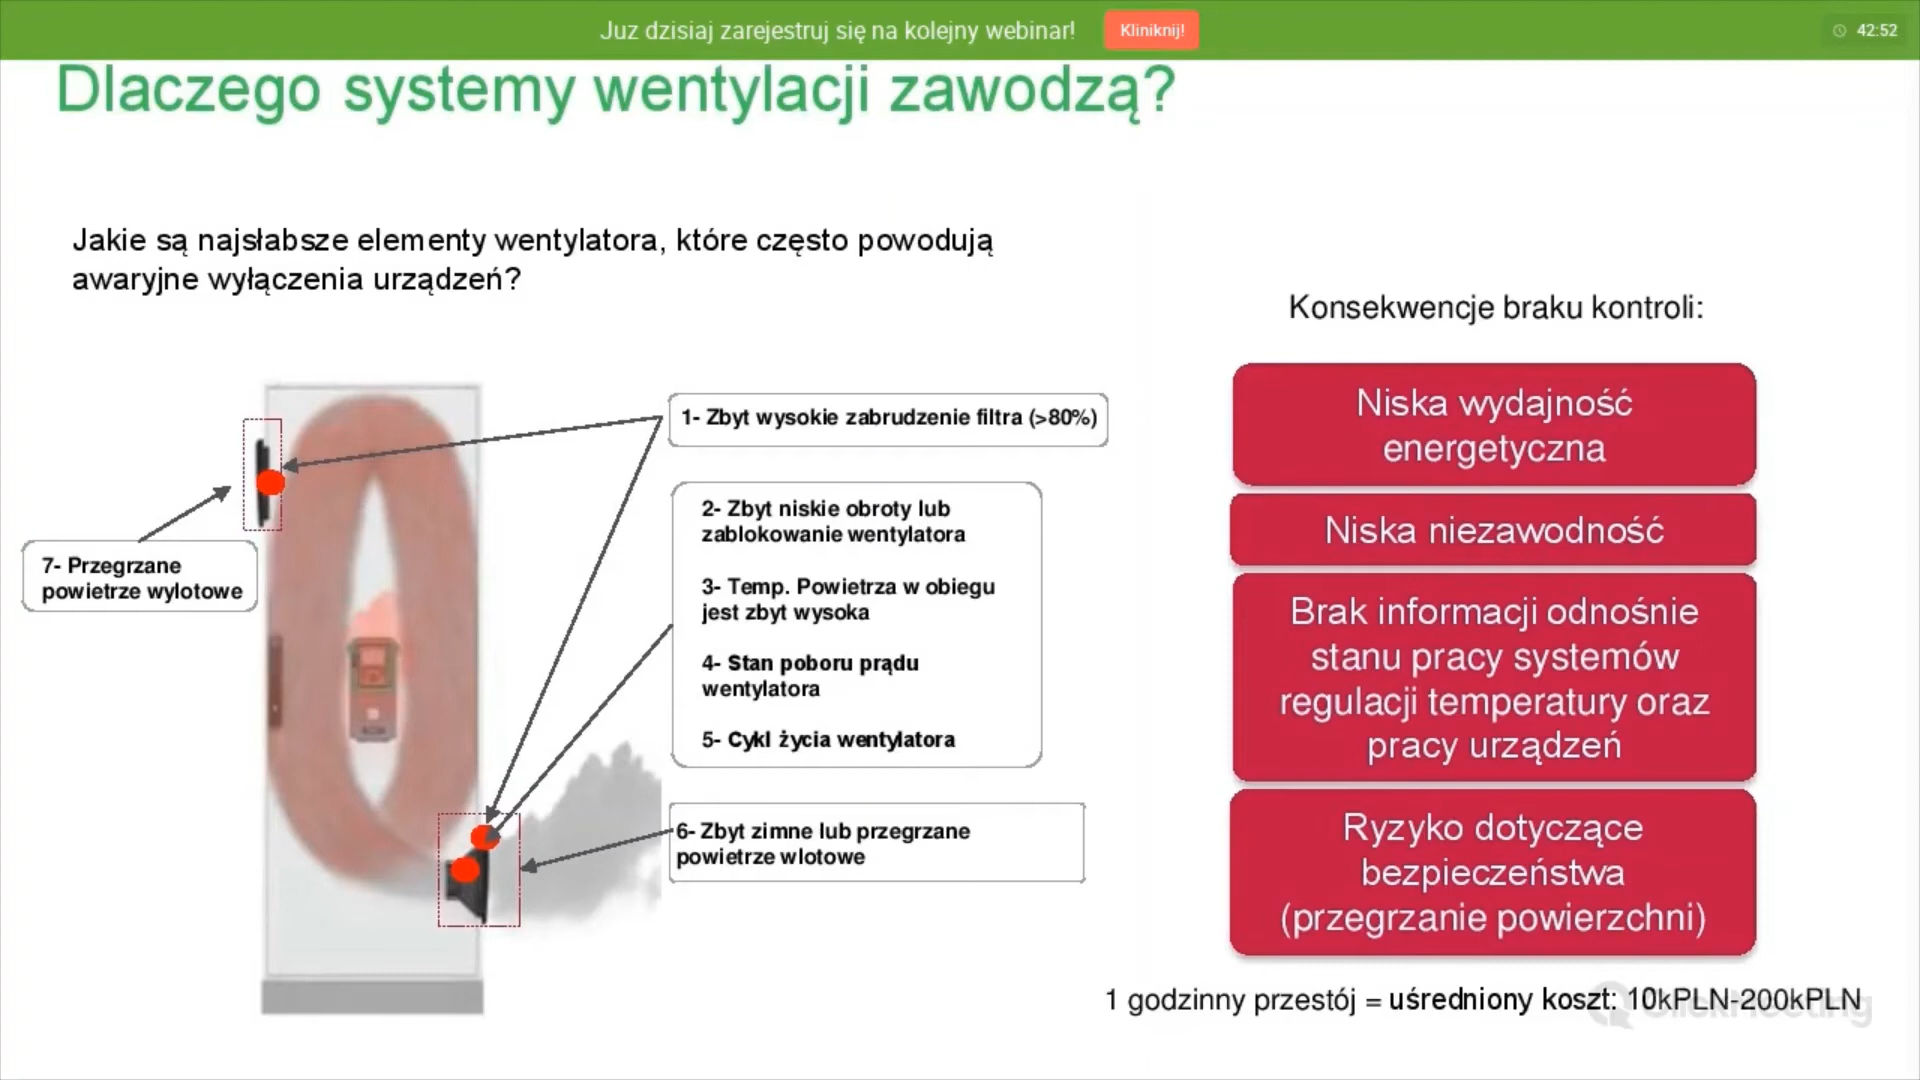 Juz dzisiaj zarejestruj się na kolejny webinar!
Kliniknij!
42:52
Dlaczego systemy wentylacji zawodzą?
Jakie są najsłabsze elementy wentylatora, które często powodują
awaryjne wyłączenia urządzeń?
1- Zbyt wysokie zabrudzenie filtra (>80%)
2- Zbyt niskie obroty lub
zablokowanie wentylatora
3- Temp. Powietrza w obiegu
jest zbyt wysoka
4- Stan poboru prądu
wentylatora
5- Cykl życia wentylatora
6- Zbyt zimne lub przegrzane
powietrze wlotowe
7- Przegrzane
powietrze wylotowe
Konsekwencje braku kontroli:
Niska wydajność
energetyczna
Niska niezawodność
Brak informacji odnośnie
stanu pracy systemów
regulacji temperatury oraz
pracy urządzeń
Ryzyko dotyczące
bezpieczeństwa
(przegrzanie powierzchni)
1 godzinny przestój = uśredniony koszt: 10kPLN-200kPLN
ClickMeeting